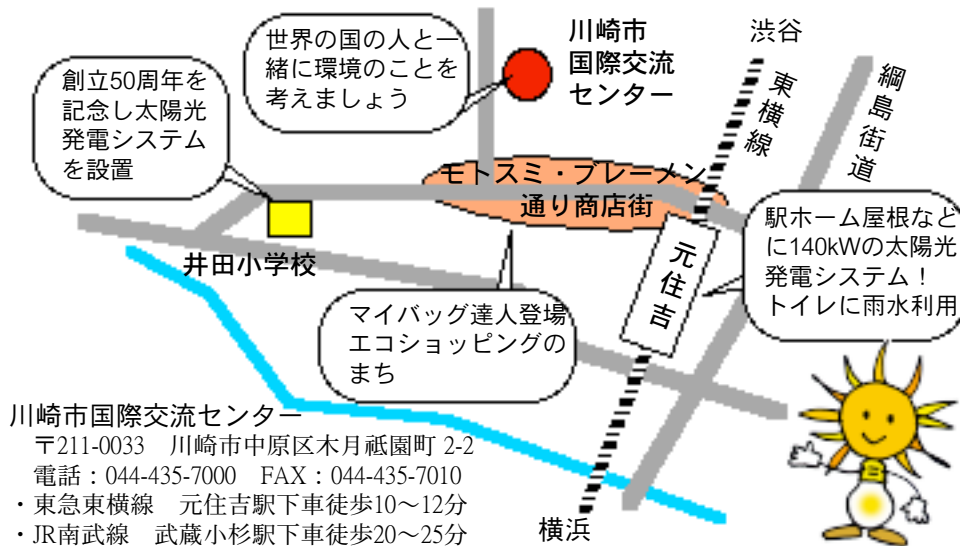 世界の国の人と一
緒に環境のことを
考えましょう
川崎市
国際交流
センター
渋谷
東横線
綱島街道
創立50周年を
記念し太陽光
発電システム
を設置
モトスミ・ブレーメン
通り商店街
井田小学校
元住吉
駅ホーム屋根など
に140kWの太陽光
発電システム！
トイレに雨水利用
マイバッグ達人登場
エコショッピングの
まち
川崎市国際交流センター
〒211-0033　川崎市中原区木月祗園町 2-2
電話：044-435-7000　FAX：044-435-7010
・東急東横線　元住吉駅下車徒歩10～12分
・JR南武線　武蔵小杉駅下車徒歩20～25分
横浜